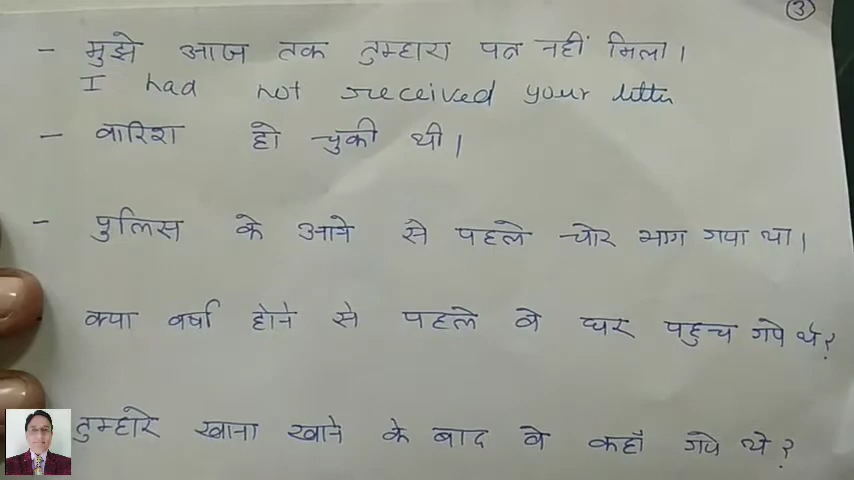 3
- मुझे आज तक तुम्हारा पत्र नहीं मिला।
I had not received your letter
- बारिश हो चुकी थी।
- पुलिस के आने से पहले चोर भाग गया था।
क्या वर्षा होने से पहले वे घर पहुच गये थे?
तुम्हारे खाना खाने के बाद वे कहाँ गये थे?